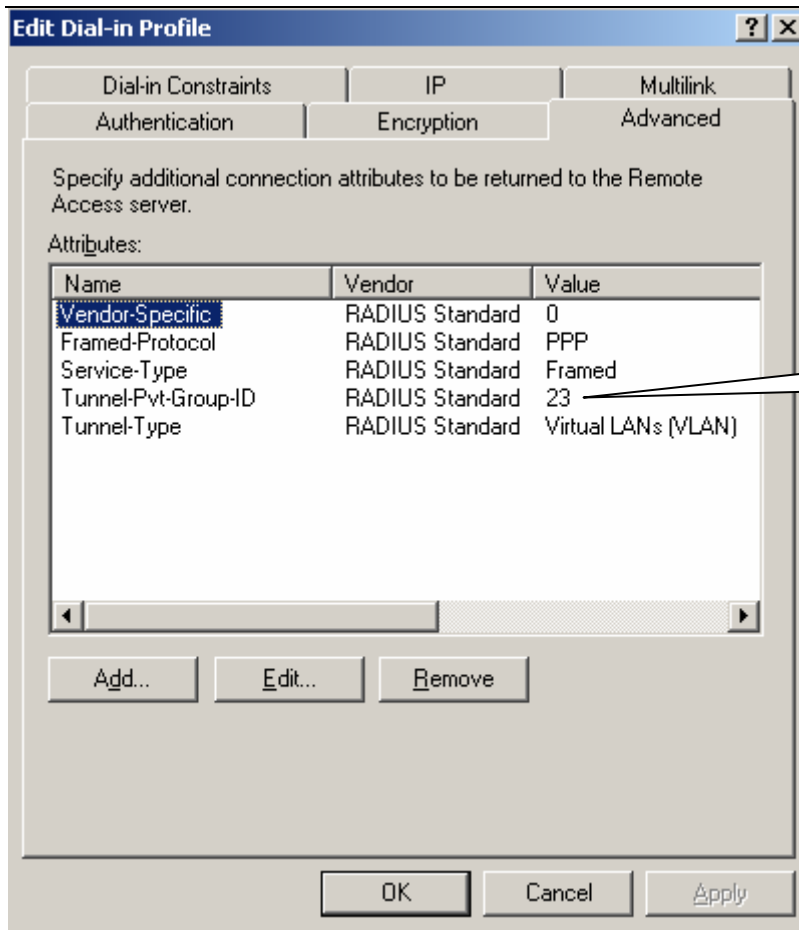 Edit Dial-in Profile
Dial-in Constraints IP Multilink
Authentication Encryption Advanced
Specify additional connection attributes to be returned to the Remote
Access server.
Attributes:
Name Vendor Value
Vendor-Specific RADIUS Standard 0
Framed-Protocol RADIUS Standard PPP
Service-Type RADIUS Standard Framed
Tunnel-Pvt-Group-ID RADIUS Standard 23
Tunnel-Type RADIUS Standard Virtual LANs (VLAN)
Add... Edit... Remove
OK Cancel Apply